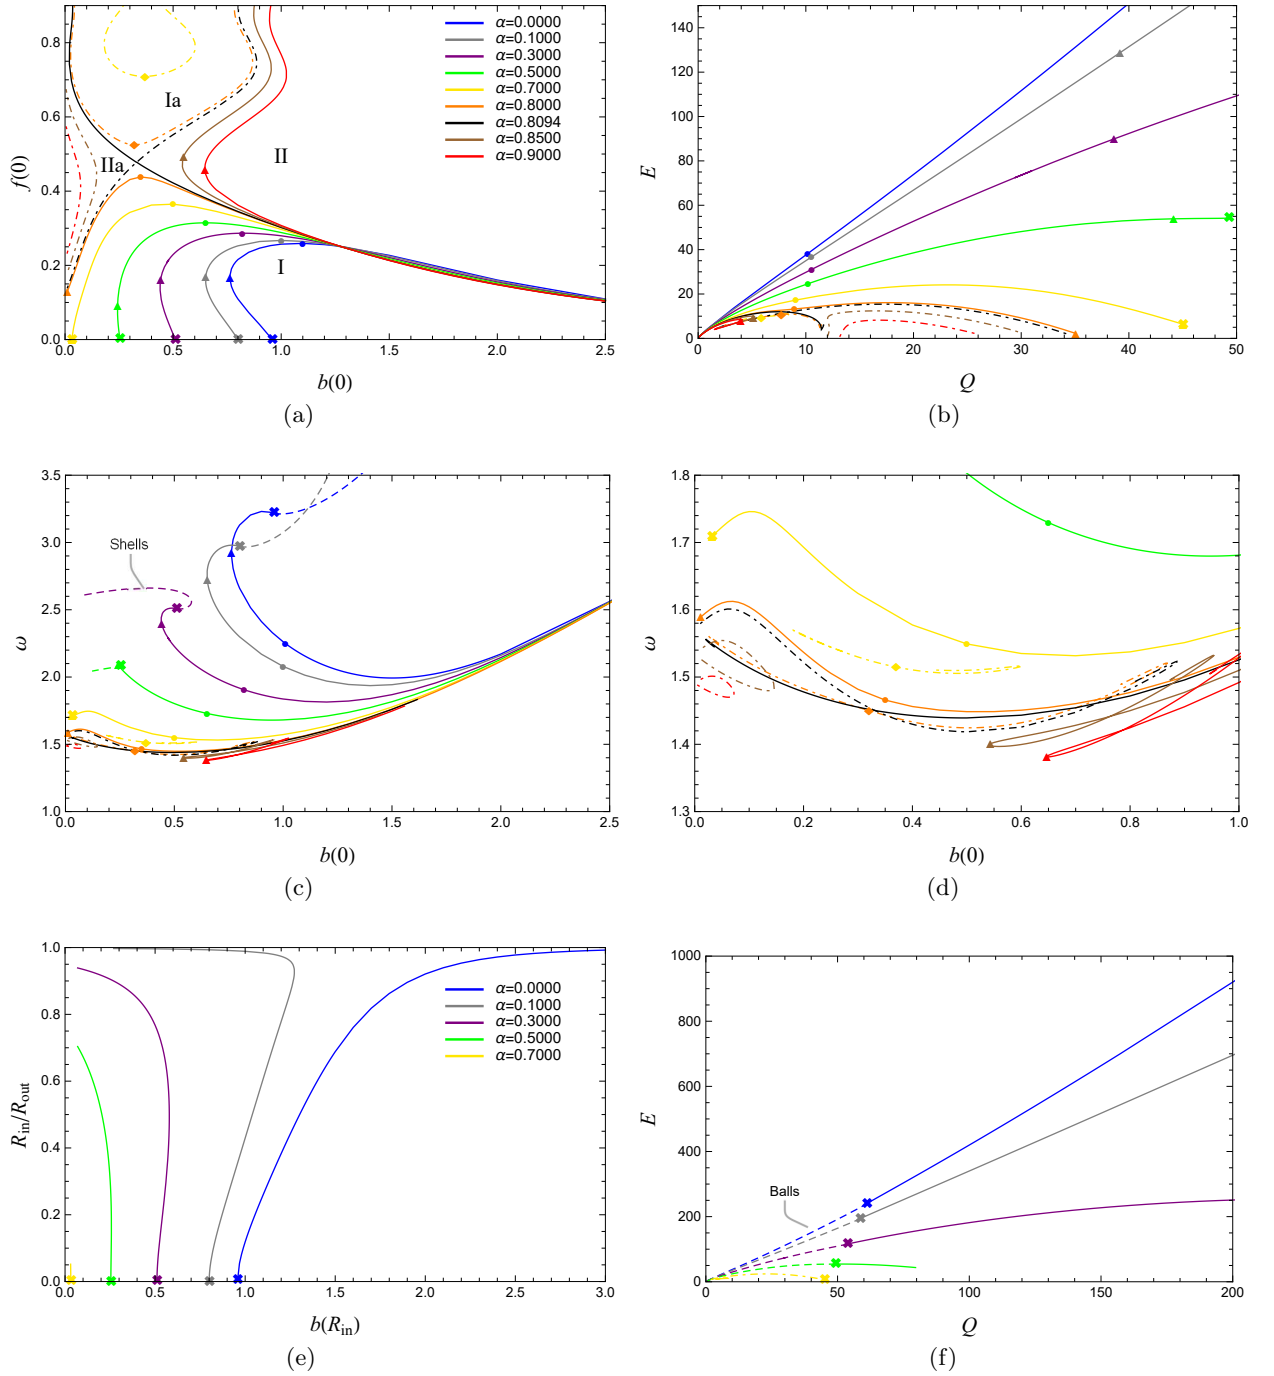 0.8
0.6
0.4
0.2
0.0
0.0 0.5 1.0 1.5 2.0 2.5
f(0)
b(0)
Ia
IIa
II
I
α=0.0000
α=0.1000
α=0.3000
α=0.5000
α=0.7000
α=0.8000
α=0.8094
α=0.8500
α=0.9000
(a)
140
120
100
80
60
40
20
0
0 10 20 30 40 50
E
Q
(b)
3.5
3.0
2.5
2.0
1.5
1.0
0.0 0.5 1.0 1.5 2.0 2.5
ω
b(0)
Shells
(c)
1.8
1.7
1.6
1.5
1.4
1.3
0.0 0.2 0.4 0.6 0.8 1.0
ω
b(0)
(d)
1.0
0.8
0.6
0.4
0.2
0.0
0.0 0.5 1.0 1.5 2.0 2.5 3.0
Rin/Rout
b(Rin)
α=0.0000
α=0.1000
α=0.3000
α=0.5000
α=0.7000
(e)
1000
800
600
400
200
0
0 50 100 150 200
E
Q
Balls
(f)